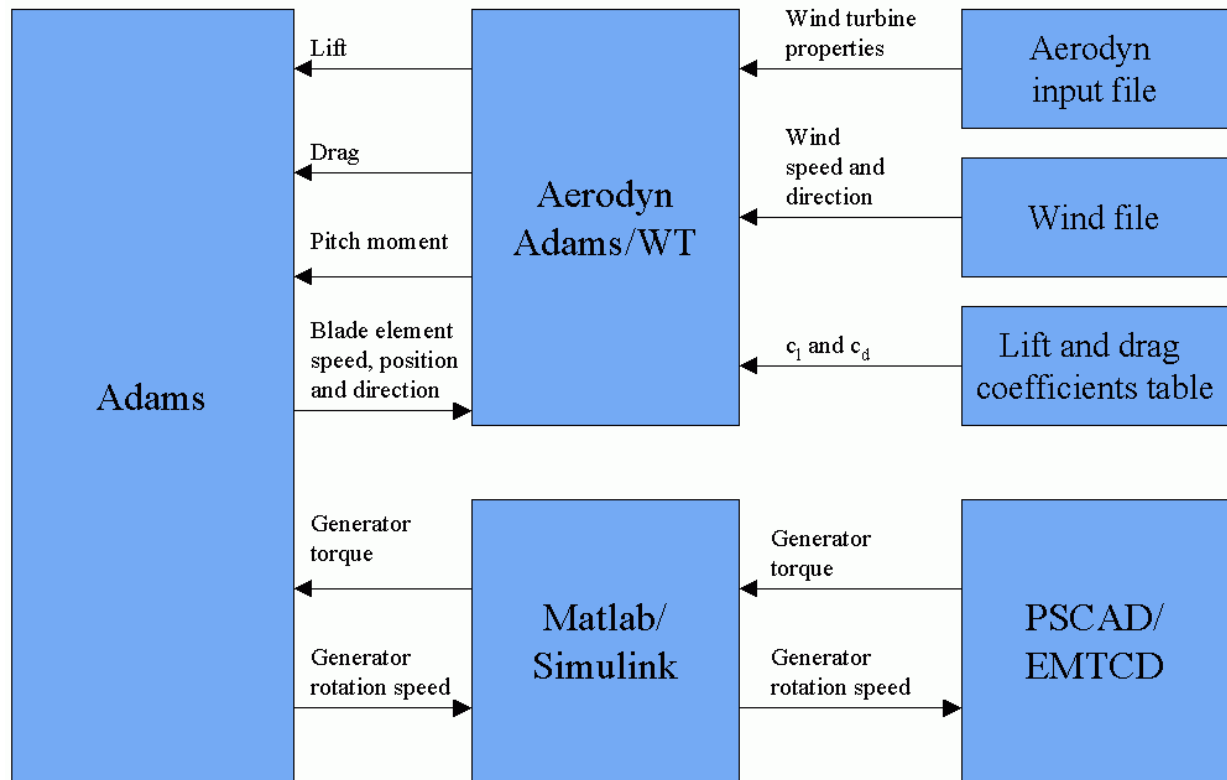 Adams
Lift
Drag
Pitch moment
Blade element
speed, position
and direction
Generator
torque
Generator
rotation speed
Aerodyn
Adams/WT
Matlab/
Simulink
Wind turbine
properties
Wind
speed and
direction
c_l and c_d
Generator
torque
Generator
rotation speed
Aerodyn
input file
Wind file
Lift and drag
coefficients table
PSCAD/
EMTCD